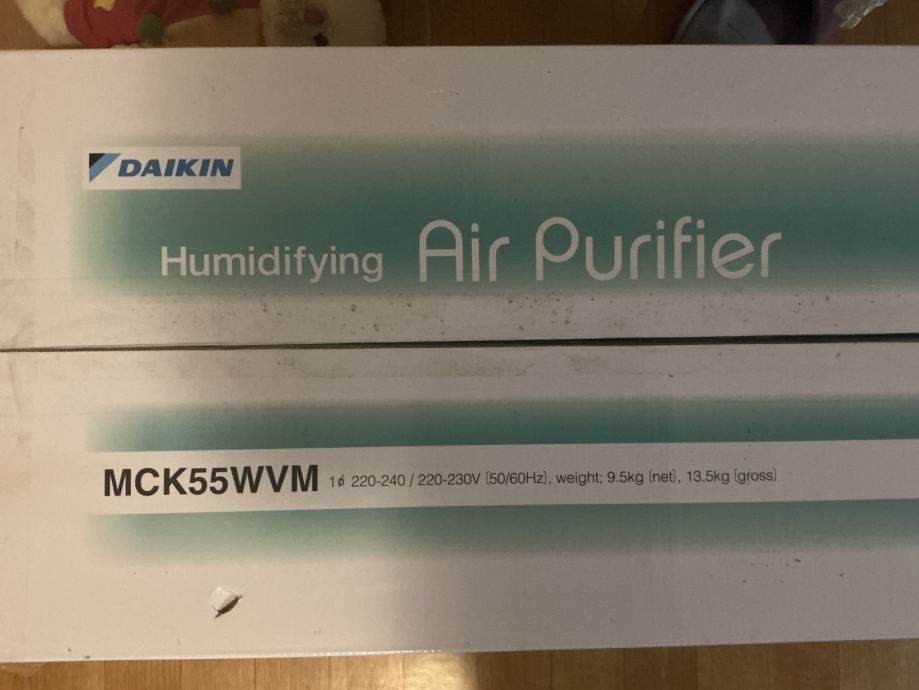 DAIKIN
Humidifying Air Purifier
MCK55WVM 1ϕ 220-240 / 220-230V (50/60Hz), weight; 9.5kg (net), 13.5kg (gross)